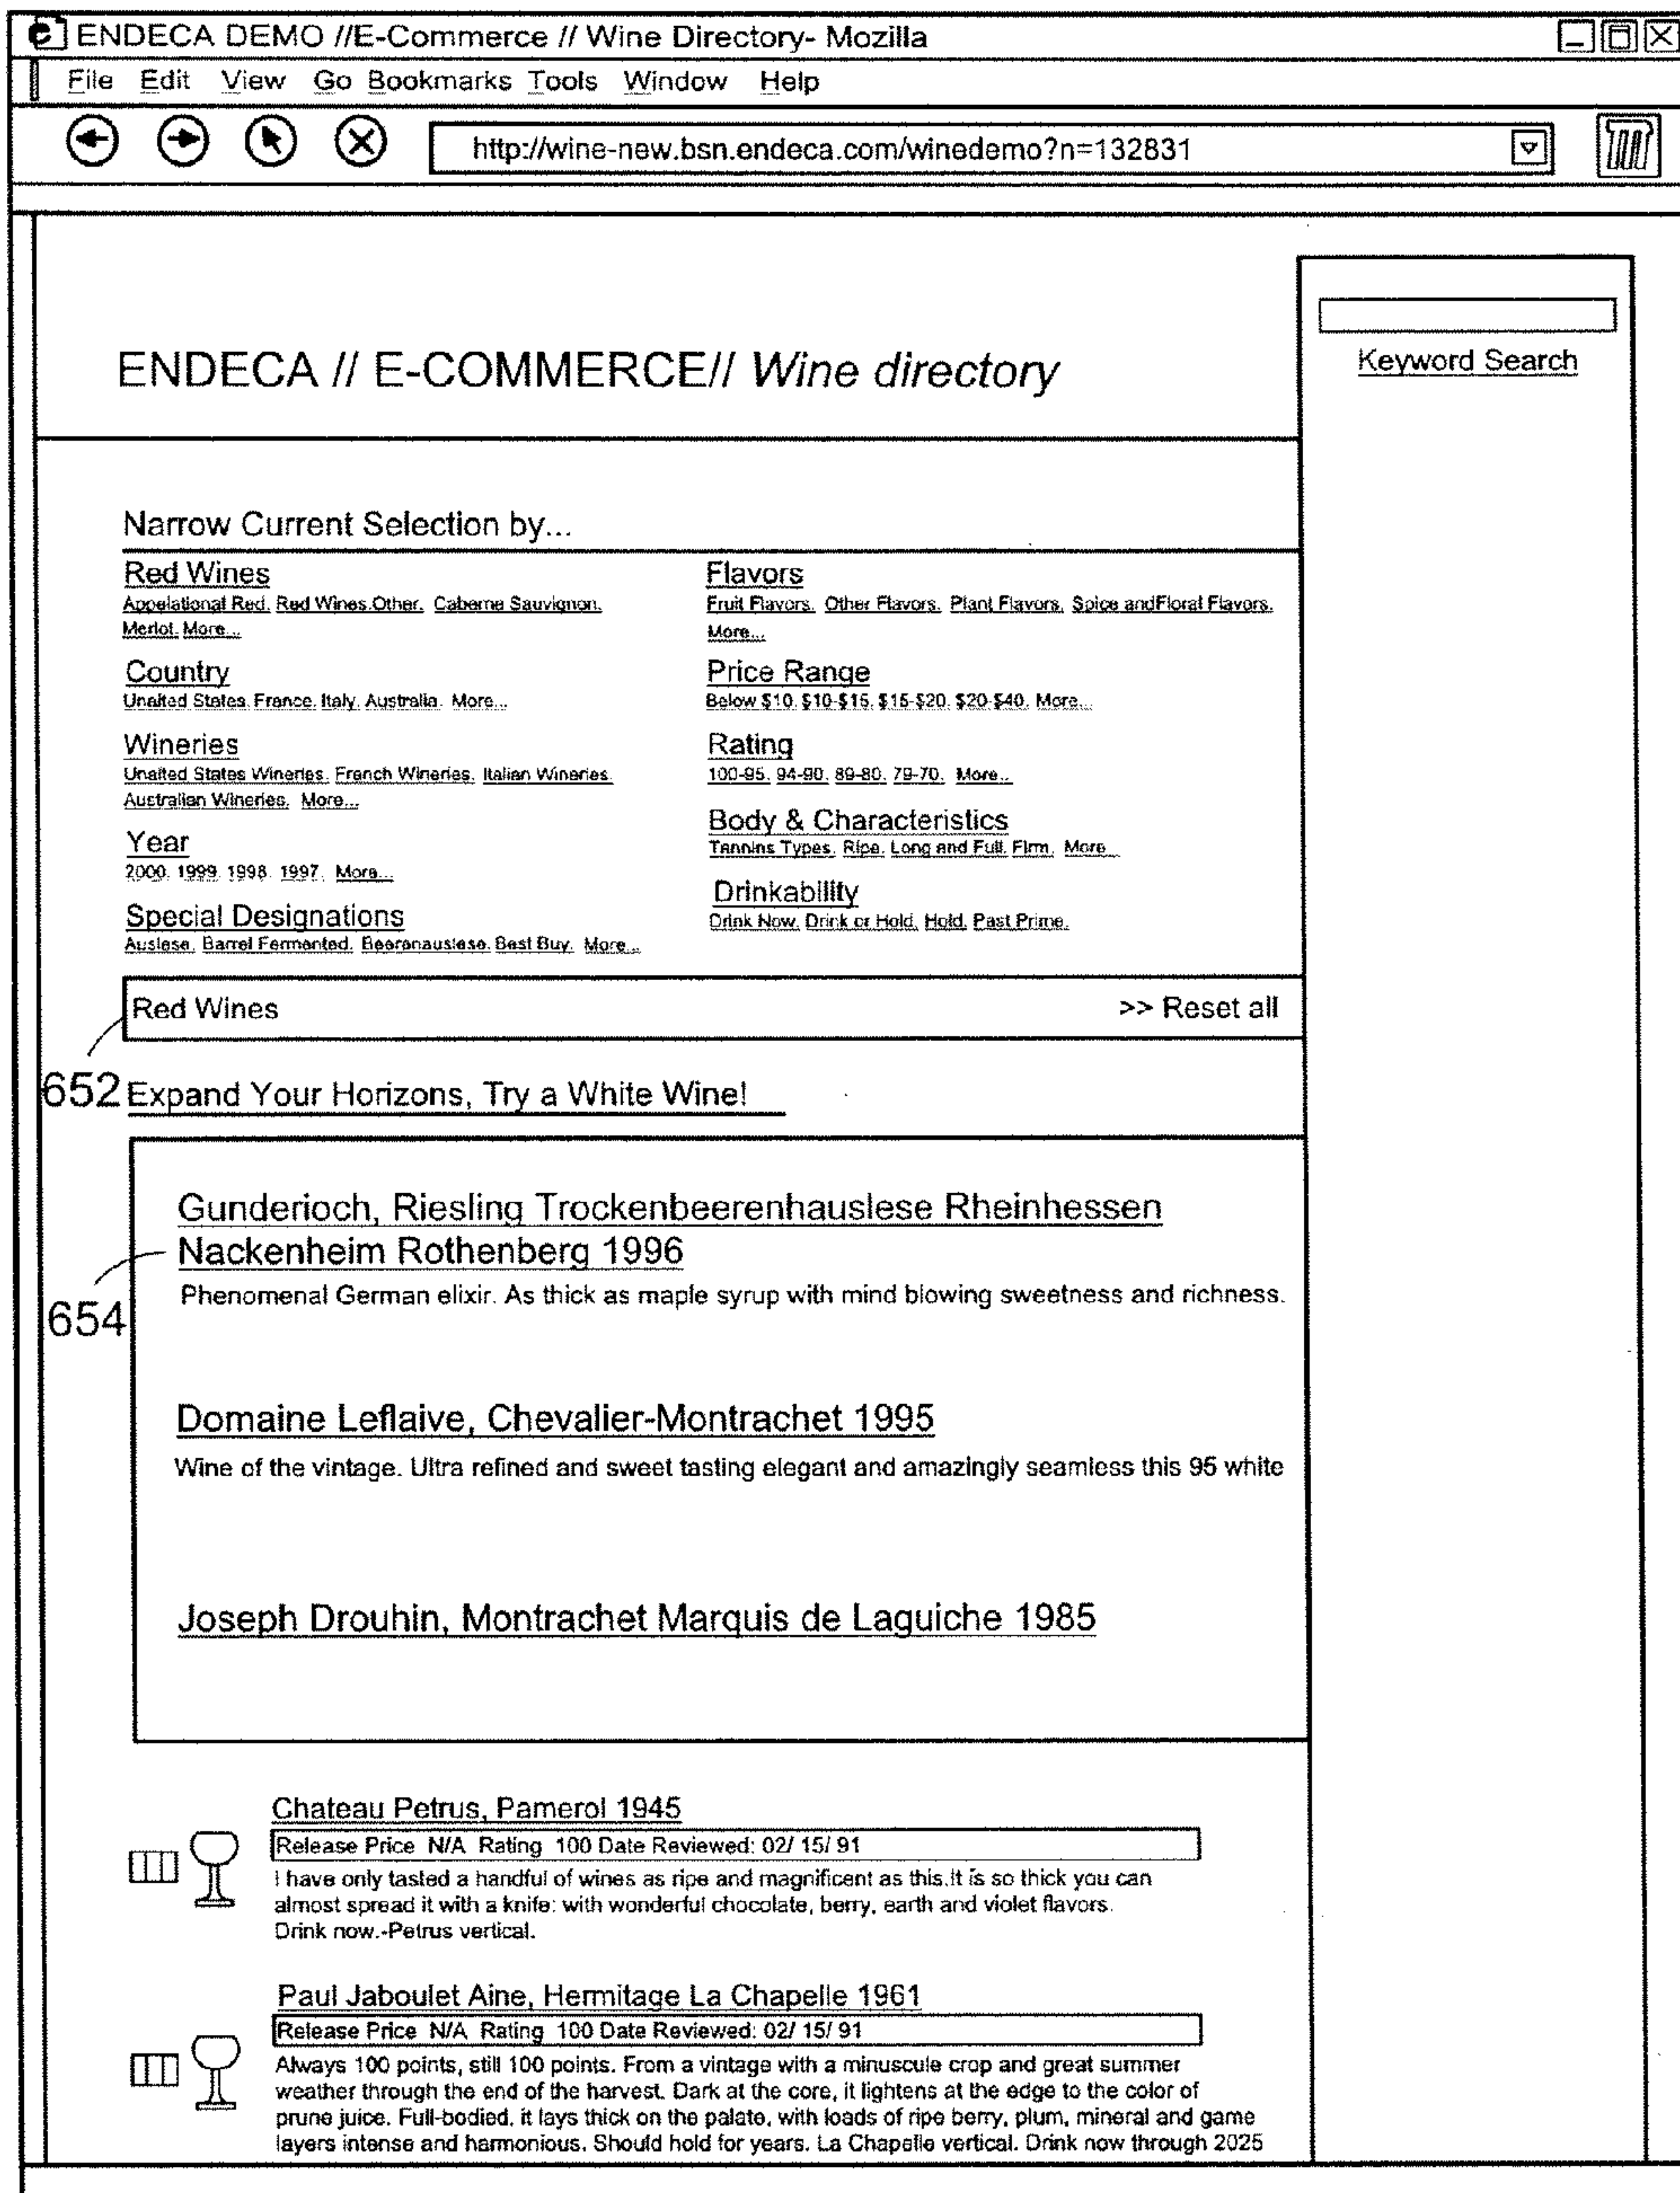 ENDECA DEMO //E-Commerce // Wine Directory- Mozilla
File Edit View Go Bookmarks Tools Window Help
http://wine-new.bsn.endeca.com/winedemo?n=132831
Keyword Search
ENDECA // E-COMMERCE// Wine directory
Narrow Current Selection by...
Red Wines
Appelational Red, Red Wines Other, Caberne Sauvignon,
Merlot, More...
Country
Unaited States, France, Italy, Australia. More...
Wineries
Unaited States Wineries, French Wineries, Italian Wineries,
Australian Wineries, More...
Year
2000, 1999, 1998, 1997, More...
Special Designations
Auslese, Barrel Fermented, Beerenauslese, Best Buy, More...
Flavors
Fruit Flavors, Other Flavors, Plant Flavors, Spice andFloral Flavors,
More...
Price Range
Below $10, $10-$15, $15-$20, $20-$40, More...
Rating
100-95, 94-90, 89-80, 79-70, More...
Body & Characteristics
Tannins Types, Ripe, Long and Full, Firm, More...
Drinkability
Drink Now, Drink or Hold, Hold, Past Prime.
Red Wines >> Reset all
652
Expand Your Horizons, Try a White Wine!
Gunderioch, Riesling Trockenbeerenhauslese Rheinhessen
Nackenheim Rothenberg 1996
Phenomenal German elixir. As thick as maple syrup with mind blowing sweetness and richness.
654
Domaine Leflaive, Chevalier-Montrachet 1995
Wine of the vintage. Ultra refined and sweet tasting elegant and amazingly seamless this 95 white
Joseph Drouhin, Montrachet Marquis de Laguiche 1985
Chateau Petrus, Pamerol 1945
Release Price N/A Rating 100 Date Reviewed: 02/ 15/ 91
I have only tasted a handful of wines as ripe and magnificent as this.It is so thick you can
almost spread it with a knife: with wonderful chocolate, berry, earth and violet flavors.
Drink now.-Petrus vertical.
Paul Jaboulet Aine, Hermitage La Chapelle 1961
Release Price N/A Rating 100 Date Reviewed: 02/ 15/ 91
Always 100 points, still 100 points. From a vintage with a minuscule crop and great summer
weather through the end of the harvest. Dark at the core, it lightens at the edge to the color of
prune juice. Full-bodied, it lays thick on the palate, with loads of ripe berry, plum, mineral and game
layers intense and harmonious. Should hold for years. La Chapelle vertical. Drink now through 2025